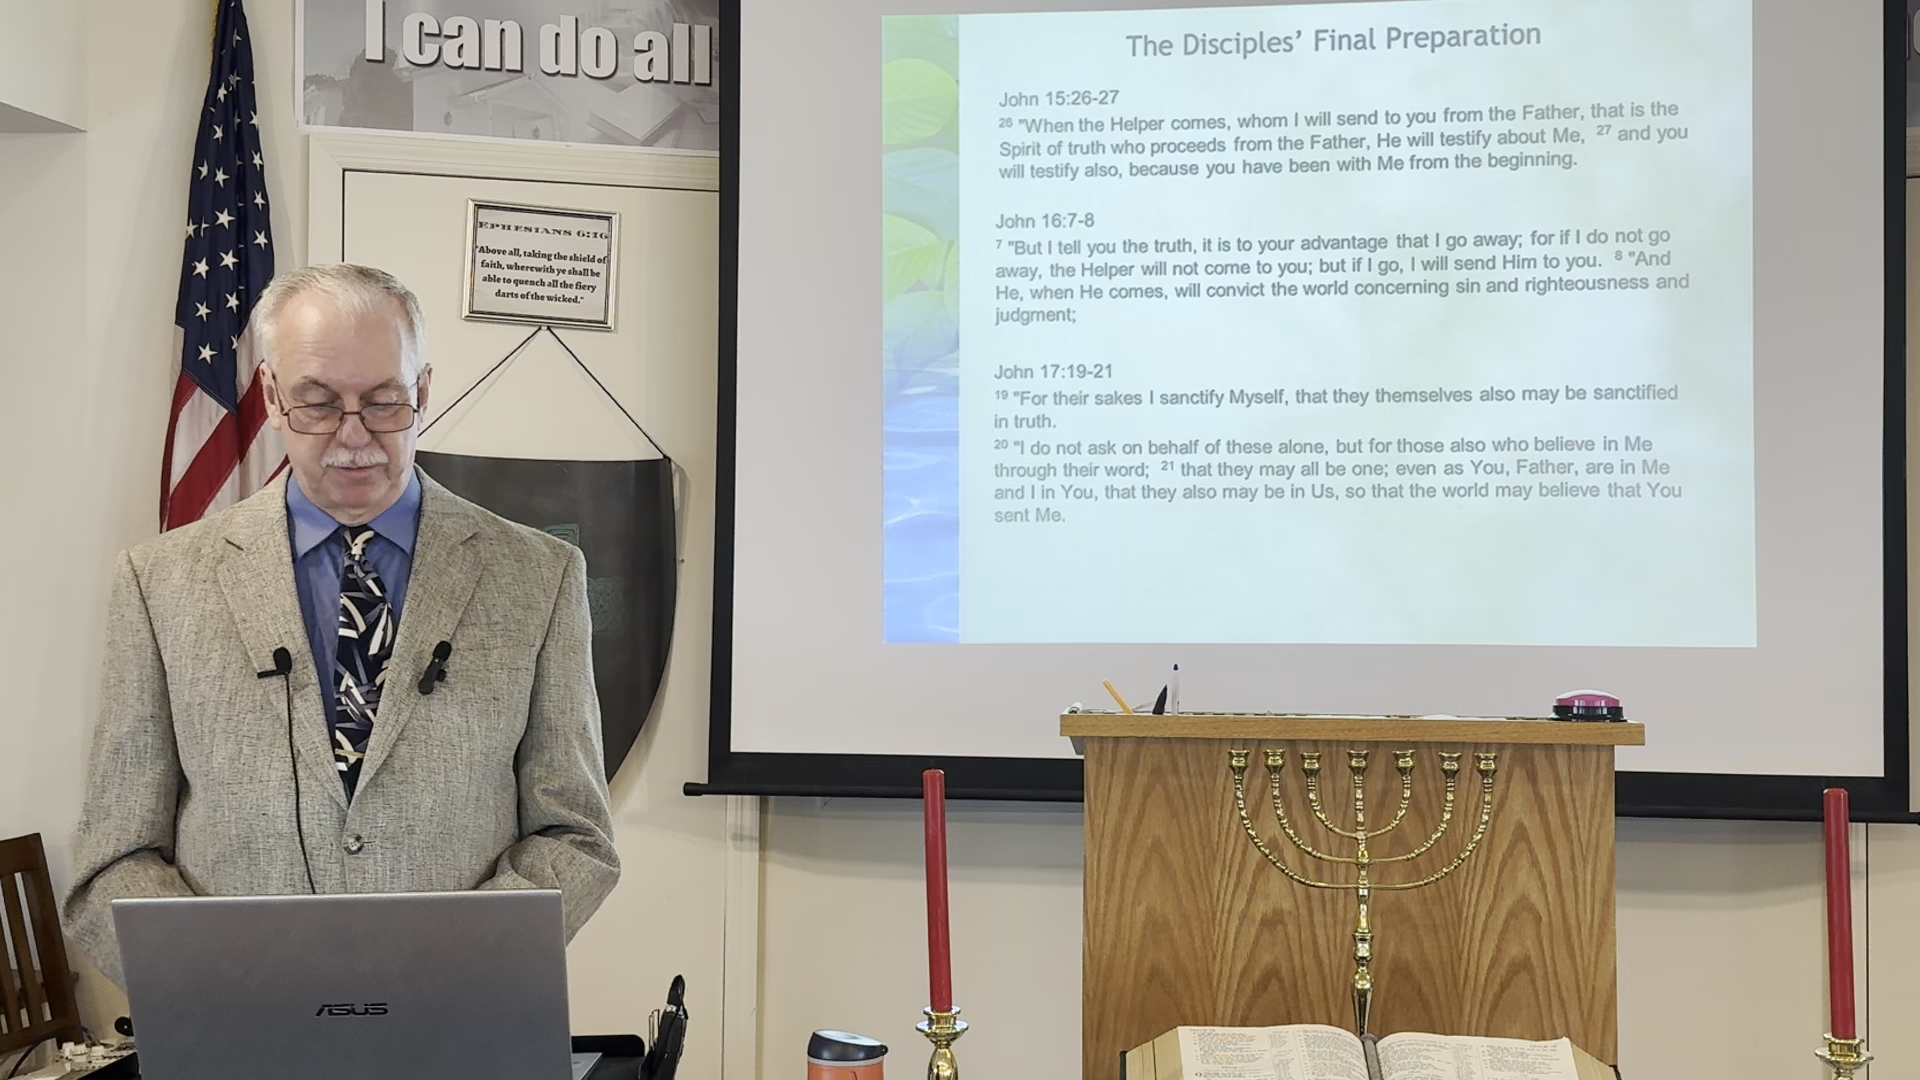 I can do all
The Disciples' Final Preparation
John 15:26-27
26 "When the Helper comes, whom I will send to you from the Father, that is the
Spirit of truth who proceeds from the Father, He will testify about Me, 27 and you
will testify also, because you have been with Me from the beginning.
John 16:7-8
7 "But I tell you the truth, it is to your advantage that I go away; for if I do not go
away, the Helper will not come to you; but if I go, I will send Him to you. 8 "And
He, when He comes, will convict the world concerning sin and righteousness and
judgment;
John 17:19-21
19 "For their sakes I sanctify Myself, that they themselves also may be sanctified
in truth.
20 "I do not ask on behalf of these alone, but for those also who believe in Me
through their word; 21 that they may all be one; even as You, Father, are in Me
and I in You, that they also may be in Us, so that the world may believe that You
sent Me.
EPHESIANS 6:16
"Above all, taking the shield of
faith, wherewith ye shall be
able to quench all the fiery
darts of the wicked."
ASUS